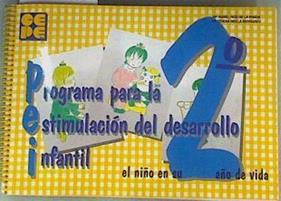 CEPE
2º
Programa para la
estimulación del desarrollo
infantil
el niño en su año de vida